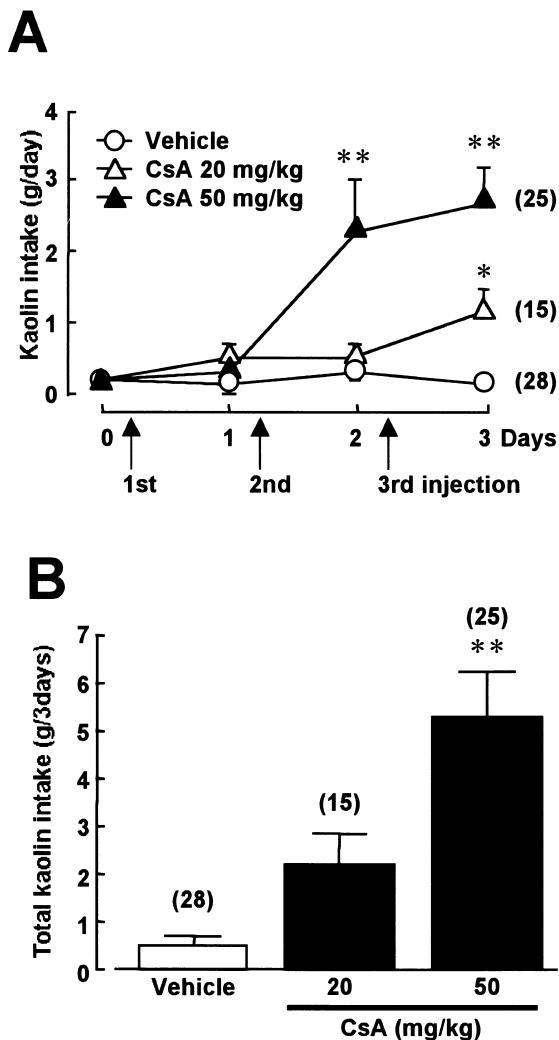 A
Kaolin intake (g/day)
4
3
2
1
0
Vehicle
CsA 20 mg/kg
CsA 50 mg/kg
**
**
(25)
*
(15)
(28)
0 1 2 3 Days
1st 2nd 3rd injection
B
Total kaolin intake (g/3days)
7
6
5
4
3
2
1
0
(28)
(15)
(25)
**
Vehicle 20 50
CsA (mg/kg)